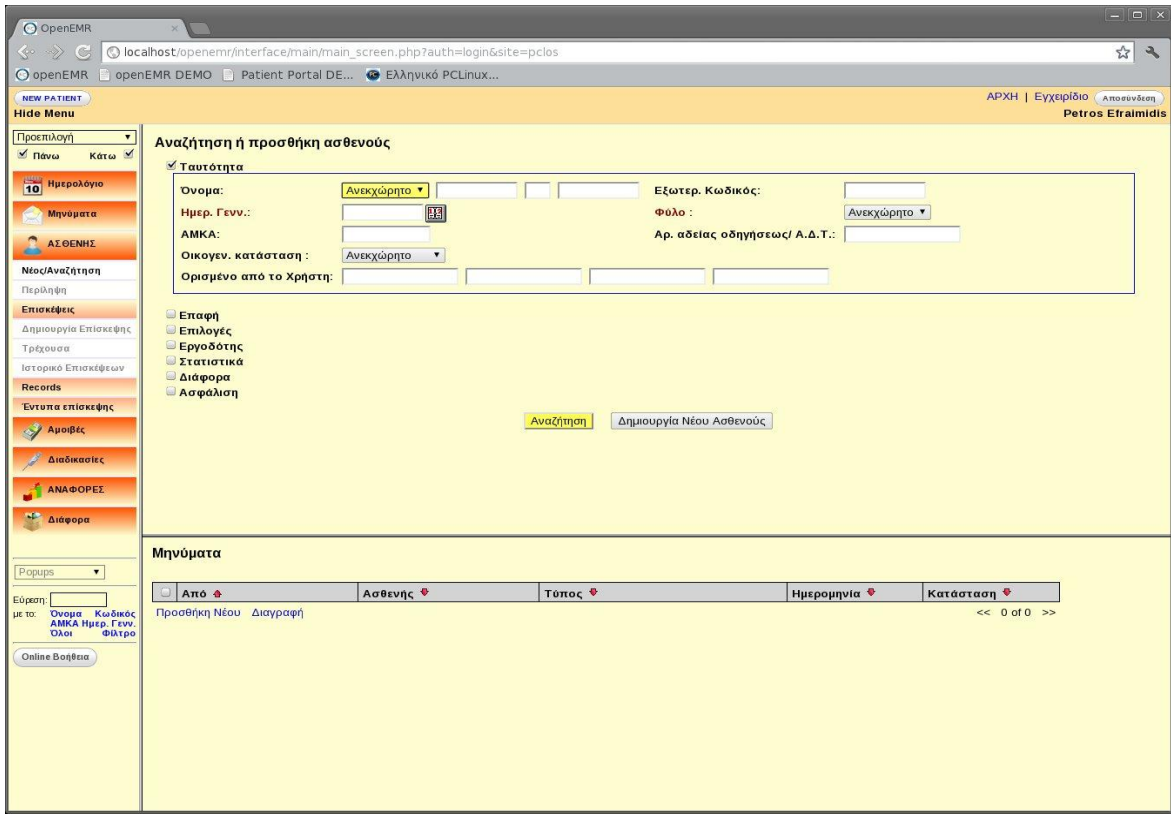 OpenEMR
localhost/openemr/interface/main/main_screen.php?auth=login&site=pclos
openEMR openEMR DEMO Patient Portal DE... Ελληνικό PCLinux...
NEW PATIENT ΑΡΧΗ | Εγχειρίδιο Αποσύνδεση
Hide Menu Petros Efraimidis
Προεπιλογή
Πάνω Κάτω
Ημερολόγιο
Μηνύματα
ΑΣΘΕΝΗΣ
Νέος/Αναζήτηση
Περίληψη
Επισκέψεις
Δημιουργία Επίσκεψης
Τρέχουσα
Ιστορικό Επισκέψεων
Records
Έντυπα επίσκεψης
Αμοιβές
Διαδικασίες
ΑΝΑΦΟΡΕΣ
Διάφορα
Popups
Εύρεση:
με το: Όνομα Κωδικός
ΑΜΚΑ Ημερ. Γενν.
Όλοι Φίλτρο
Online Βοήθεια
Αναζήτηση ή προσθήκη ασθενούς
Ταυτότητα
Όνομα: Ανεκχώρητο Εξωτερ. Κωδικός:
Ημερ. Γενν.: Φύλο : Ανεκχώρητο
ΑΜΚΑ: Αρ. αδείας οδηγήσεως/ Α.Δ.Τ.:
Οικογεν. κατάσταση : Ανεκχώρητο
Ορισμένο από το Χρήστη:
Επαφή
Επιλογές
Εργοδότης
Στατιστικά
Διάφορα
Ασφάλιση
Αναζήτηση Δημιουργία Νέου Ασθενούς
Μηνύματα
Από Ασθενής Τύπος Ημερομηνία Κατάσταση
Προσθήκη Νέου Διαγραφή << 0 of 0 >>